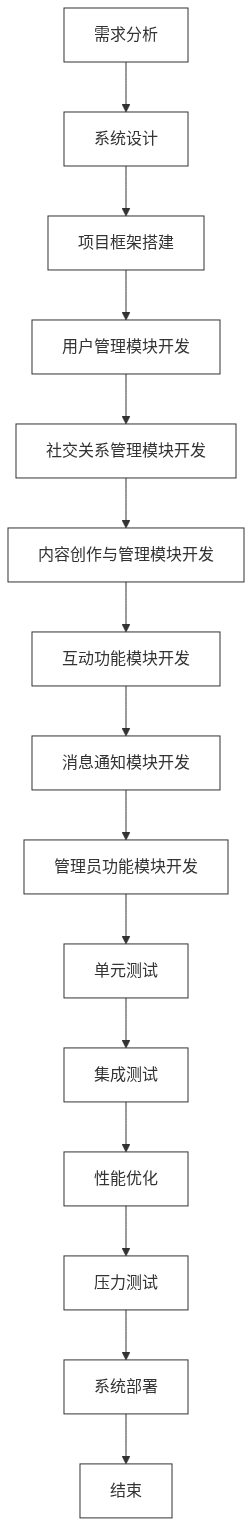 需求分析
系统设计
项目框架搭建
用户管理模块开发
社交关系管理模块开发
内容创作与管理模块开发
互动功能模块开发
消息通知模块开发
管理员功能模块开发
单元测试
集成测试
性能优化
压力测试
系统部署
结束